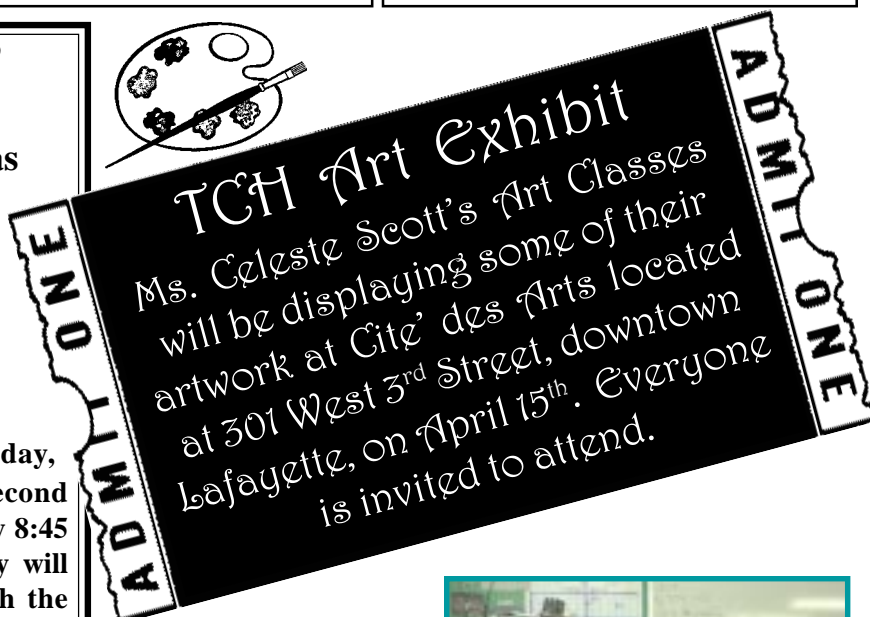 as
day,
econd
8:45
y will
h the
ADMIT ONE
TCH Art Exhibit
Ms. Celeste Scott's Art Classes
will be displaying some of their
artwork at Cite' des Arts located
at 301 West 3rd Street, downtown
Lafayette, on April 15th. Everyone
is invited to attend.
ADMIT ONE